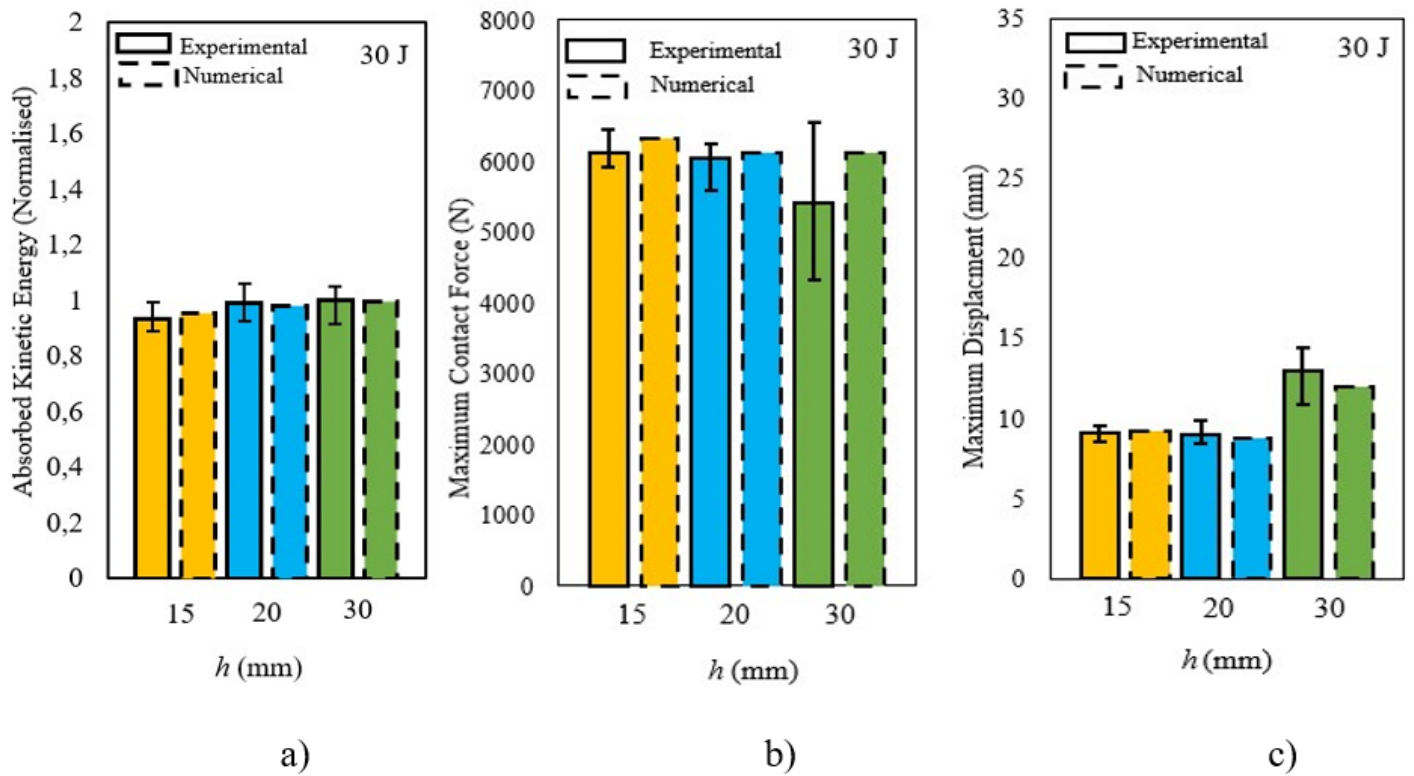 Absorbed Kinetic Energy (Normalised)
2
1,8
1,6
1,4
1,2
1
0,8
0,6
0,4
0,2
0
Experimental
Numerical
30 J
15 20 30
h (mm)
a)
Maximum Contact Force (N)
8000
7000
6000
5000
4000
3000
2000
1000
0
Experimental
Numerical
30 J
15 20 30
h (mm)
b)
Maximum Displacment (mm)
35
30
25
20
15
10
5
0
Experimental
Numerical
30 J
15 20 30
h (mm)
c)